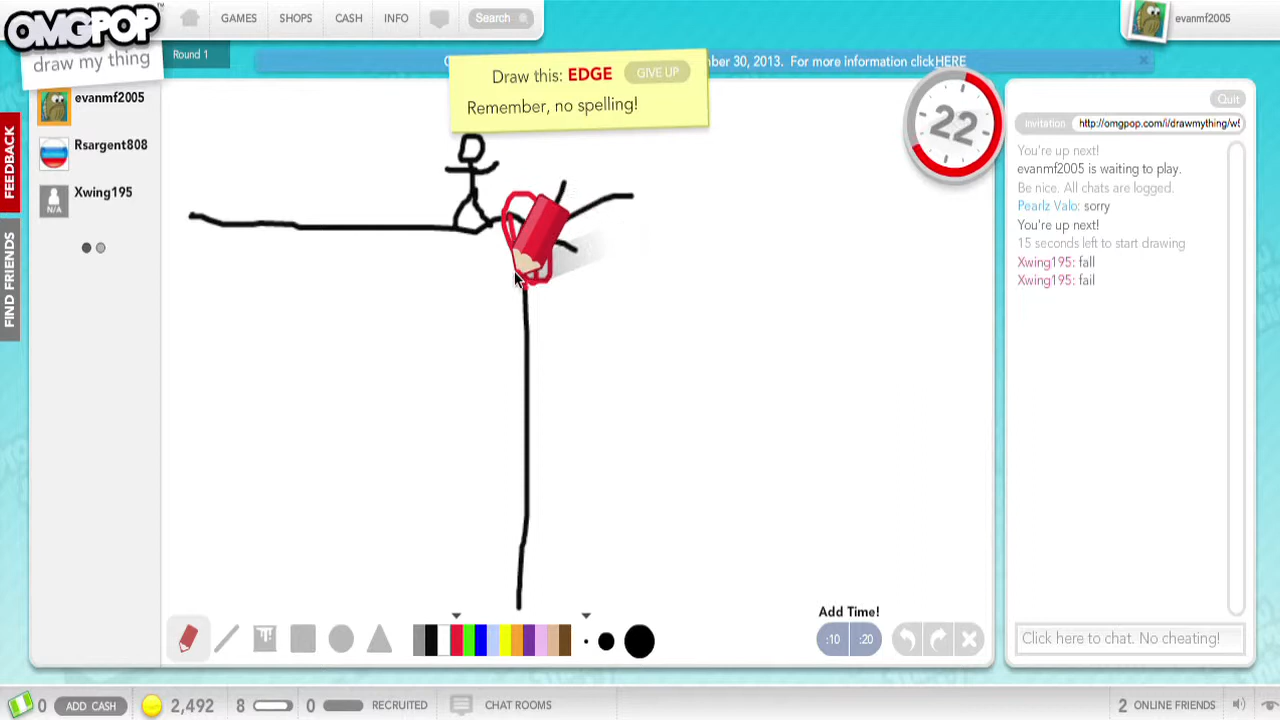 OMGPOP™
draw my thing
GAMES
SHOPS
CASH
INFO
Search
evanmf2005
Round 1
mber 30, 2013. For more information clickHERE
Draw this: EDGE
GIVE UP
Remember, no spelling!
22
FEEDBACK
FIND FRIENDS
evanmf2005
Rsargent808
N/A
Xwing195
Quit
Invitation
http://omgpop.com/i/drawmything/w
You're up next!
evanmf2005 is waiting to play.
Be nice. All chats are logged.
Pearlz Valo: sorry
You're up next!
15 seconds left to start drawing
Xwing195: fall
Xwing195: fail
Add Time!
:10
:20
Click here to chat. No cheating!
0
ADD CASH
2,492
8
0
RECRUITED
CHAT ROOMS
2 ONLINE FRIENDS